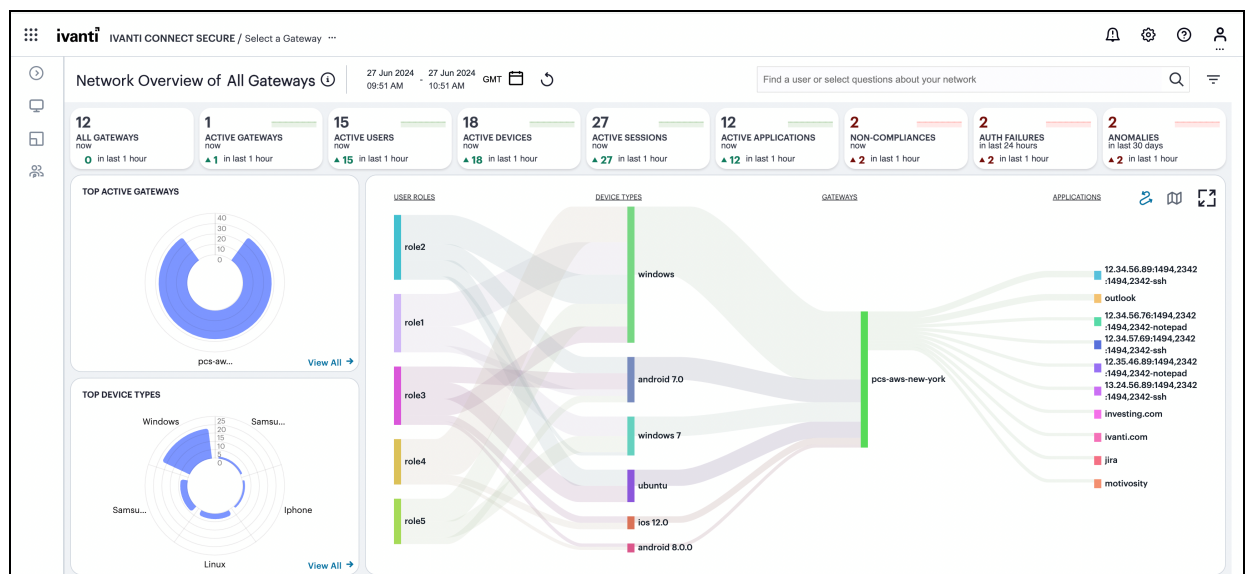 ivanti IVANTI CONNECT SECURE / Select a Gateway ...
Network Overview of All Gateways
27 Jun 2024 - 27 Jun 2024 GMT
09:51 AM 10:51 AM
Find a user or select questions about your network
12
ALL GATEWAYS
now
0 in last 1 hour
1
ACTIVE GATEWAYS
now
1 in last 1 hour
15
ACTIVE USERS
now
15 in last 1 hour
18
ACTIVE DEVICES
now
18 in last 1 hour
27
ACTIVE SESSIONS
now
27 in last 1 hour
12
ACTIVE APPLICATIONS
now
12 in last 1 hour
2
NON-COMPLIANCES
now
2 in last 1 hour
2
AUTH FAILURES
in last 24 hours
2 in last 1 hour
2
ANOMALIES
in last 30 days
2 in last 1 hour
TOP ACTIVE GATEWAYS
40
30
20
10
0
pcs-aw...
View All
TOP DEVICE TYPES
Windows
25
20
15
10
5
0
Samsu...
Samsu...
Iphone
Linux
View All
USER ROLES
DEVICE TYPES
GATEWAYS
APPLICATIONS
role2
role1
role3
role4
role5
windows
android 7.0
windows 7
ubuntu
ios 12.0
android 8.0.0
pcs-aws-new-york
12.34.56.89:1494,2342
:1494,2342-ssh
outlook
12.34.56.76:1494,2342
:1494,2342-notepad
12.34.57.69:1494,2342
:1494,2342-ssh
12.35.46.89:1494,2342
:1494,2342-notepad
13.24.56.89:1494,2342
:1494,2342-ssh
investing.com
ivanti.com
jira
motivosity